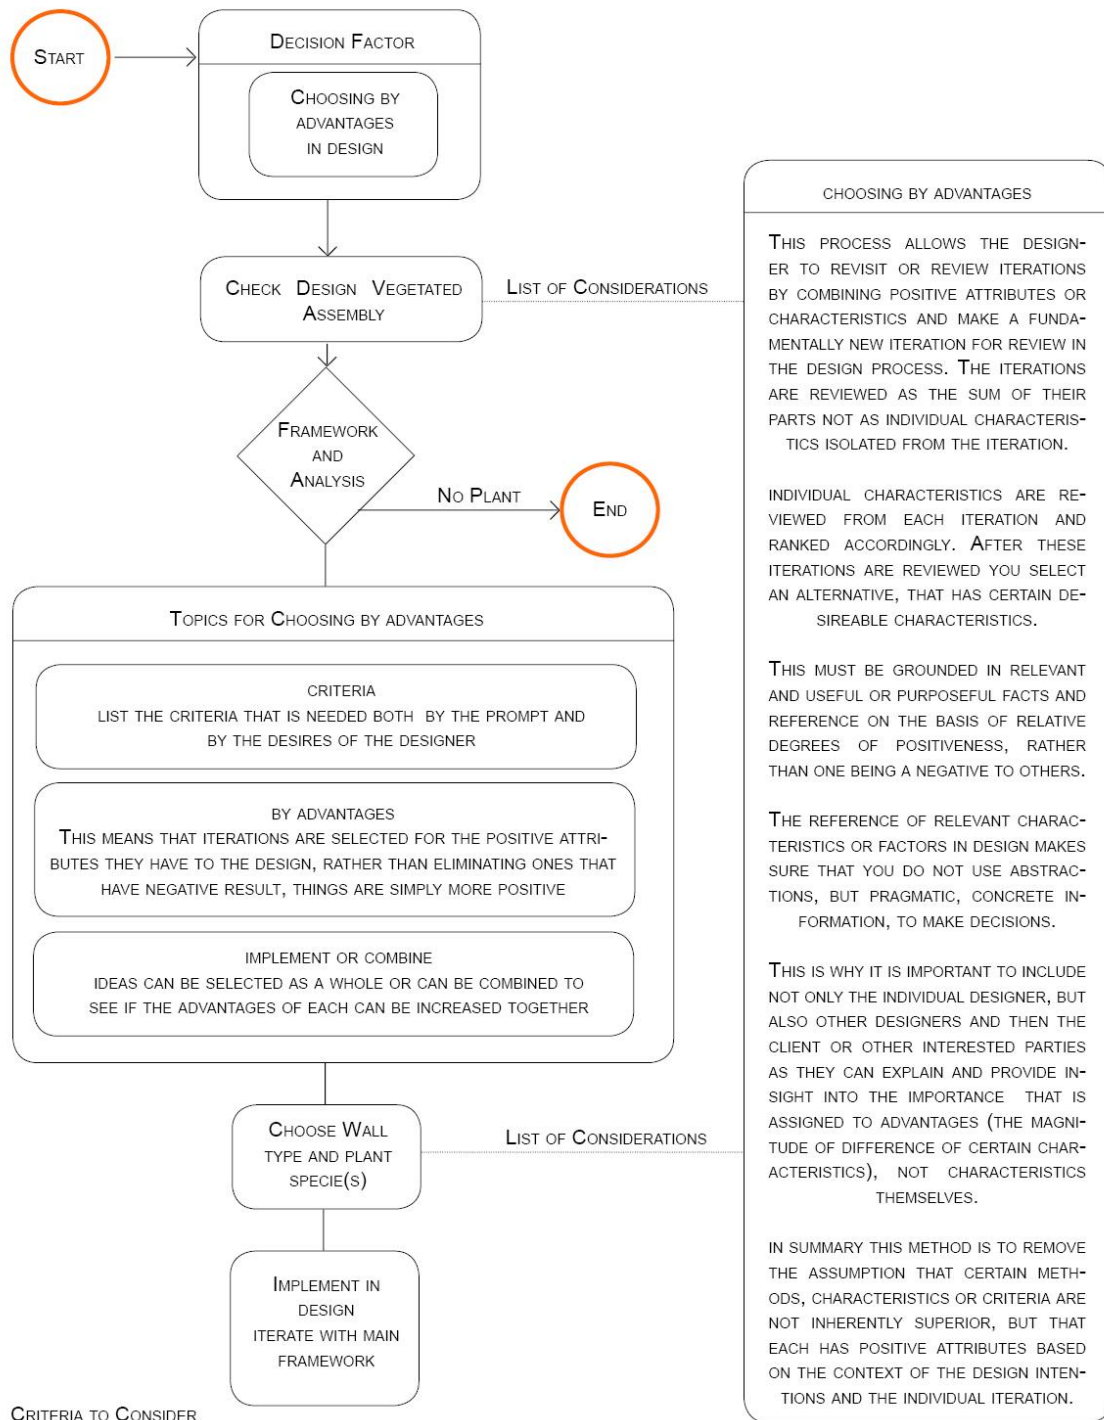 Start
Decision Factor
Choosing by
advantages
in design
Check Design Vegetated
Assembly
List of Considerations
Framework
and
Analysis
No Plant
End
Topics for Choosing by advantages
criteria
list the criteria that is needed both by the prompt and
by the desires of the designer
by advantages
This means that iterations are selected for the positive attri-
butes they have to the design, rather than eliminating ones that
have negative result, things are simply more positive
implement or combine
ideas can be selected as a whole or can be combined to
see if the advantages of each can be increased together
Choose Wall
type and plant
specie(s)
List of Considerations
Implement in
design
iterate with main
framework
Criteria to Consider
choosing by advantages
This process allows the design-
er to revisit or review iterations
by combining positive attributes or
characteristics and make a funda-
mentally new iteration for review in
the design process. The iterations
are reviewed as the sum of their
parts not as individual characteris-
tics isolated from the iteration.
individual characteristics are re-
viewed from each iteration and
ranked accordingly. After these
iterations are reviewed you select
an alternative, that has certain de-
sireable characteristics.
This must be grounded in relevant
and useful or purposeful facts and
reference on the basis of relative
degrees of positiveness, rather
than one being a negative to others.
The reference of relevant charac-
teristics or factors in design makes
sure that you do not use abstrac-
tions, but pragmatic, concrete in-
formation, to make decisions.
This is why it is important to include
not only the individual designer, but
also other designers and then the
client or other interested parties
as they can explain and provide in-
sight into the importance that is
assigned to advantages (the magni-
tude of difference of certain char-
acteristics), not characteristics
themselves.
in summary this method is to remove
the assumption that certain meth-
ods, characteristics or criteria are
not inherently superior, but that
each has positive attributes based
on the context of the design inten-
tions and the individual iteration.